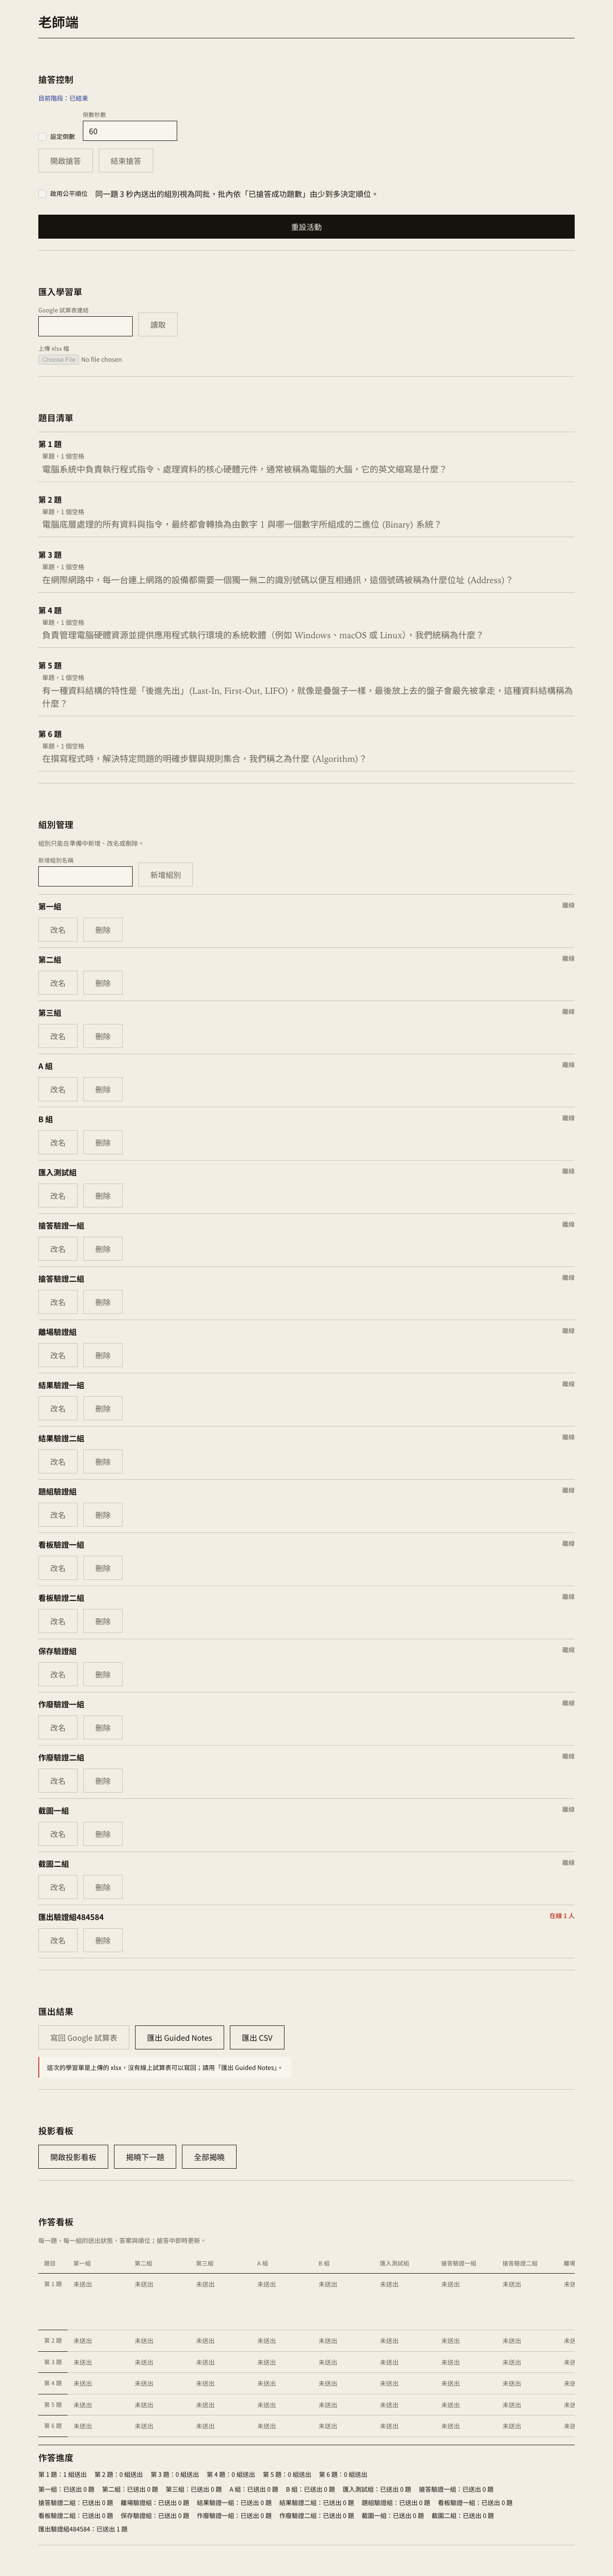 老師端
搶答控制
目前階段：已結束
倒數秒數
設定倒數
60
開啟搶答
結束搶答
啟用公平順位
同一題 3 秒內送出的組別視為同批，批內依「已搶答成功題數」由少到多決定順位。
重設活動
匯入學習單
Google 試算表連結
讀取
上傳 xlsx 檔
Choose File No file chosen
題目清單
第 1 題
單題，1 個空格
電腦系統中負責執行程式指令、處理資料的核心硬體元件，通常被稱為電腦的大腦，它的英文縮寫是什麼？
第 2 題
單題，1 個空格
電腦底層處理的所有資料與指令，最終都會轉換為由數字 1 與哪一個數字所組成的二進位 (Binary) 系統？
第 3 題
單題，1 個空格
在網際網路中，每一台連上網路的設備都需要一個獨一無二的識別號碼以便互相通訊，這個號碼被稱為什麼位址 (Address)？
第 4 題
單題，1 個空格
負責管理電腦硬體資源並提供應用程式執行環境的系統軟體（例如 Windows、macOS 或 Linux），我們統稱為什麼？
第 5 題
單題，1 個空格
有一種資料結構的特性是「後進先出」(Last-In, First-Out, LIFO)，就像是疊盤子一樣，最後放上去的盤子會最先被拿走，這種資料結構稱為
什麼？
第 6 題
單題，1 個空格
在撰寫程式時，解決特定問題的明確步驟與規則集合，我們稱之為什麼 (Algorithm)？
組別管理
組別只能在準備中新增、改名或刪除。
新增組別名稱
新增組別
第一組 離線
改名 刪除
第二組 離線
改名 刪除
第三組 離線
改名 刪除
A 組 離線
改名 刪除
B 組 離線
改名 刪除
匯入測試組 離線
改名 刪除
搶答驗證一組 離線
改名 刪除
搶答驗證二組 離線
改名 刪除
離場驗證組 離線
改名 刪除
結果驗證一組 離線
改名 刪除
結果驗證二組 離線
改名 刪除
題組驗證組 離線
改名 刪除
看板驗證一組 離線
改名 刪除
看板驗證二組 離線
改名 刪除
保存驗證組 離線
改名 刪除
作廢驗證一組 離線
改名 刪除
作廢驗證二組 離線
改名 刪除
截圖一組 離線
改名 刪除
截圖二組 離線
改名 刪除
匯出驗證組484584 在線 1 人
改名 刪除
匯出結果
寫回 Google 試算表 匯出 Guided Notes 匯出 CSV
這次的學習單是上傳的 xlsx，沒有線上試算表可以寫回；請用「匯出 Guided Notes」。
投影看板
開啟投影看板 揭曉下一題 全部揭曉
作答看板
每一題、每一組的送出狀態、答案與順位；搶答中即時更新。
題目 第一組 第二組 第三組 A 組 B 組 匯入測試組 搶答驗證一組 搶答驗證二組 離場
第 1 題 未送出 未送出 未送出 未送出 未送出 未送出 未送出 未送出 未送
第 2 題 未送出 未送出 未送出 未送出 未送出 未送出 未送出 未送出 未送
第 3 題 未送出 未送出 未送出 未送出 未送出 未送出 未送出 未送出 未送
第 4 題 未送出 未送出 未送出 未送出 未送出 未送出 未送出 未送出 未送
第 5 題 未送出 未送出 未送出 未送出 未送出 未送出 未送出 未送出 未送
第 6 題 未送出 未送出 未送出 未送出 未送出 未送出 未送出 未送出 未送
作答進度
第 1 題：1 組送出 第 2 題：0 組送出 第 3 題：0 組送出 第 4 題：0 組送出 第 5 題：0 組送出 第 6 題：0 組送出
第一組：已送出 0 題 第二組：已送出 0 題 第三組：已送出 0 題 A 組：已送出 0 題 B 組：已送出 0 題 匯入測試組：已送出 0 題 搶答驗證一組：已送出 0 題
搶答驗證二組：已送出 0 題 離場驗證組：已送出 0 題 結果驗證一組：已送出 0 題 結果驗證二組：已送出 0 題 題組驗證組：已送出 0 題 看板驗證一組：已送出 0 題
看板驗證二組：已送出 0 題 保存驗證組：已送出 0 題 作廢驗證一組：已送出 0 題 作廢驗證二組：已送出 0 題 截圖一組：已送出 0 題 截圖二組：已送出 0 題
匯出驗證組484584：已送出 1 題